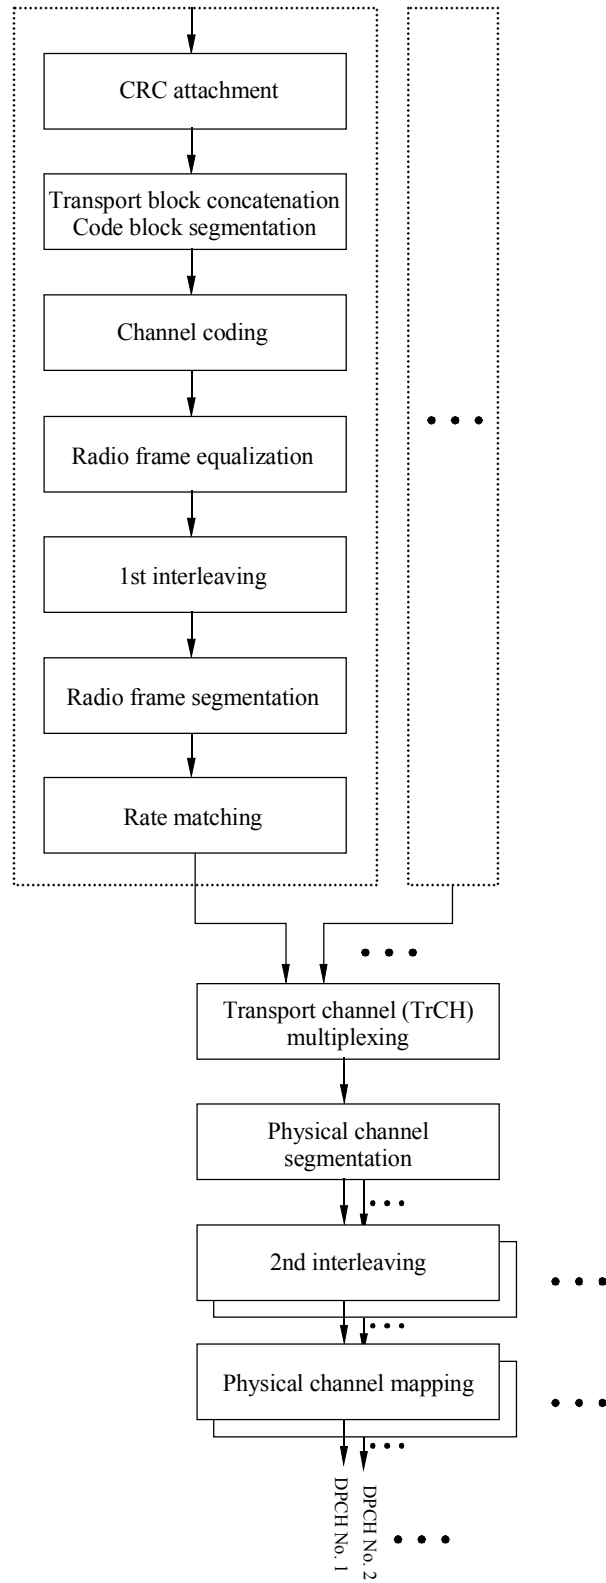 CRC attachment
Transport block concatenation
Code block segmentation
Channel coding
Radio frame equalization
1st interleaving
Radio frame segmentation
Rate matching
Transport channel (TrCH)
multiplexing
Physical channel
segmentation
2nd interleaving
Physical channel mapping
DPCH No. 1
DPCH No. 2